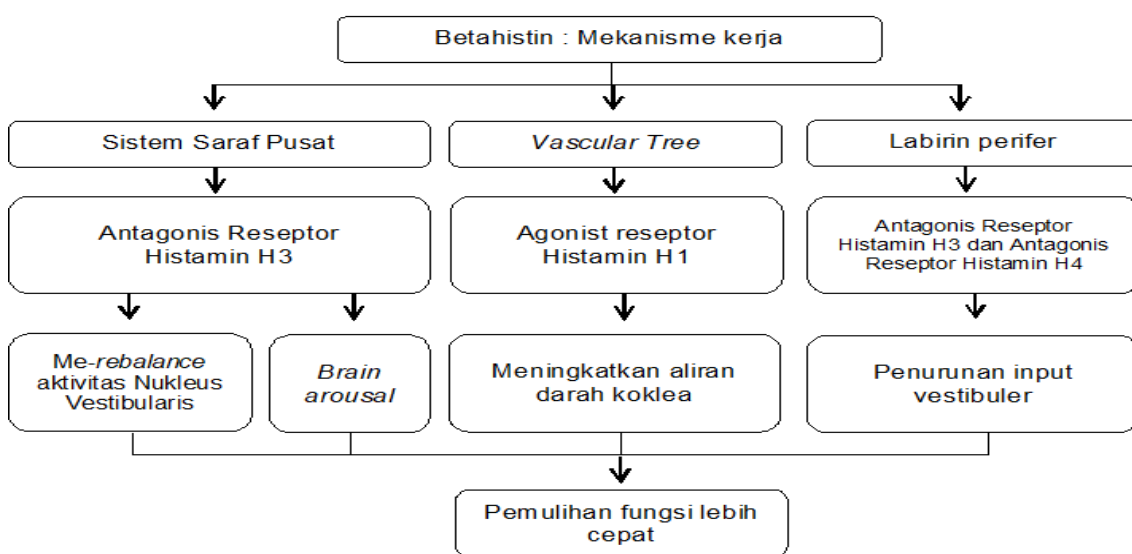 Betahistin : Mekanisme kerja
Sistem Saraf Pusat
Vascular Tree
Labirin perifer
Antagonis Reseptor
Histamin H3
Agonist reseptor
Histamin H1
Antagonis Reseptor
Histamin H3 dan Antagonis
Reseptor Histamin H4
Me-rebalance
aktivitas Nukleus
Vestibularis
Brain
arousal
Meningkatkan aliran
darah koklea
Penurunan input
vestibuler
Pemulihan fungsi lebih
cepat